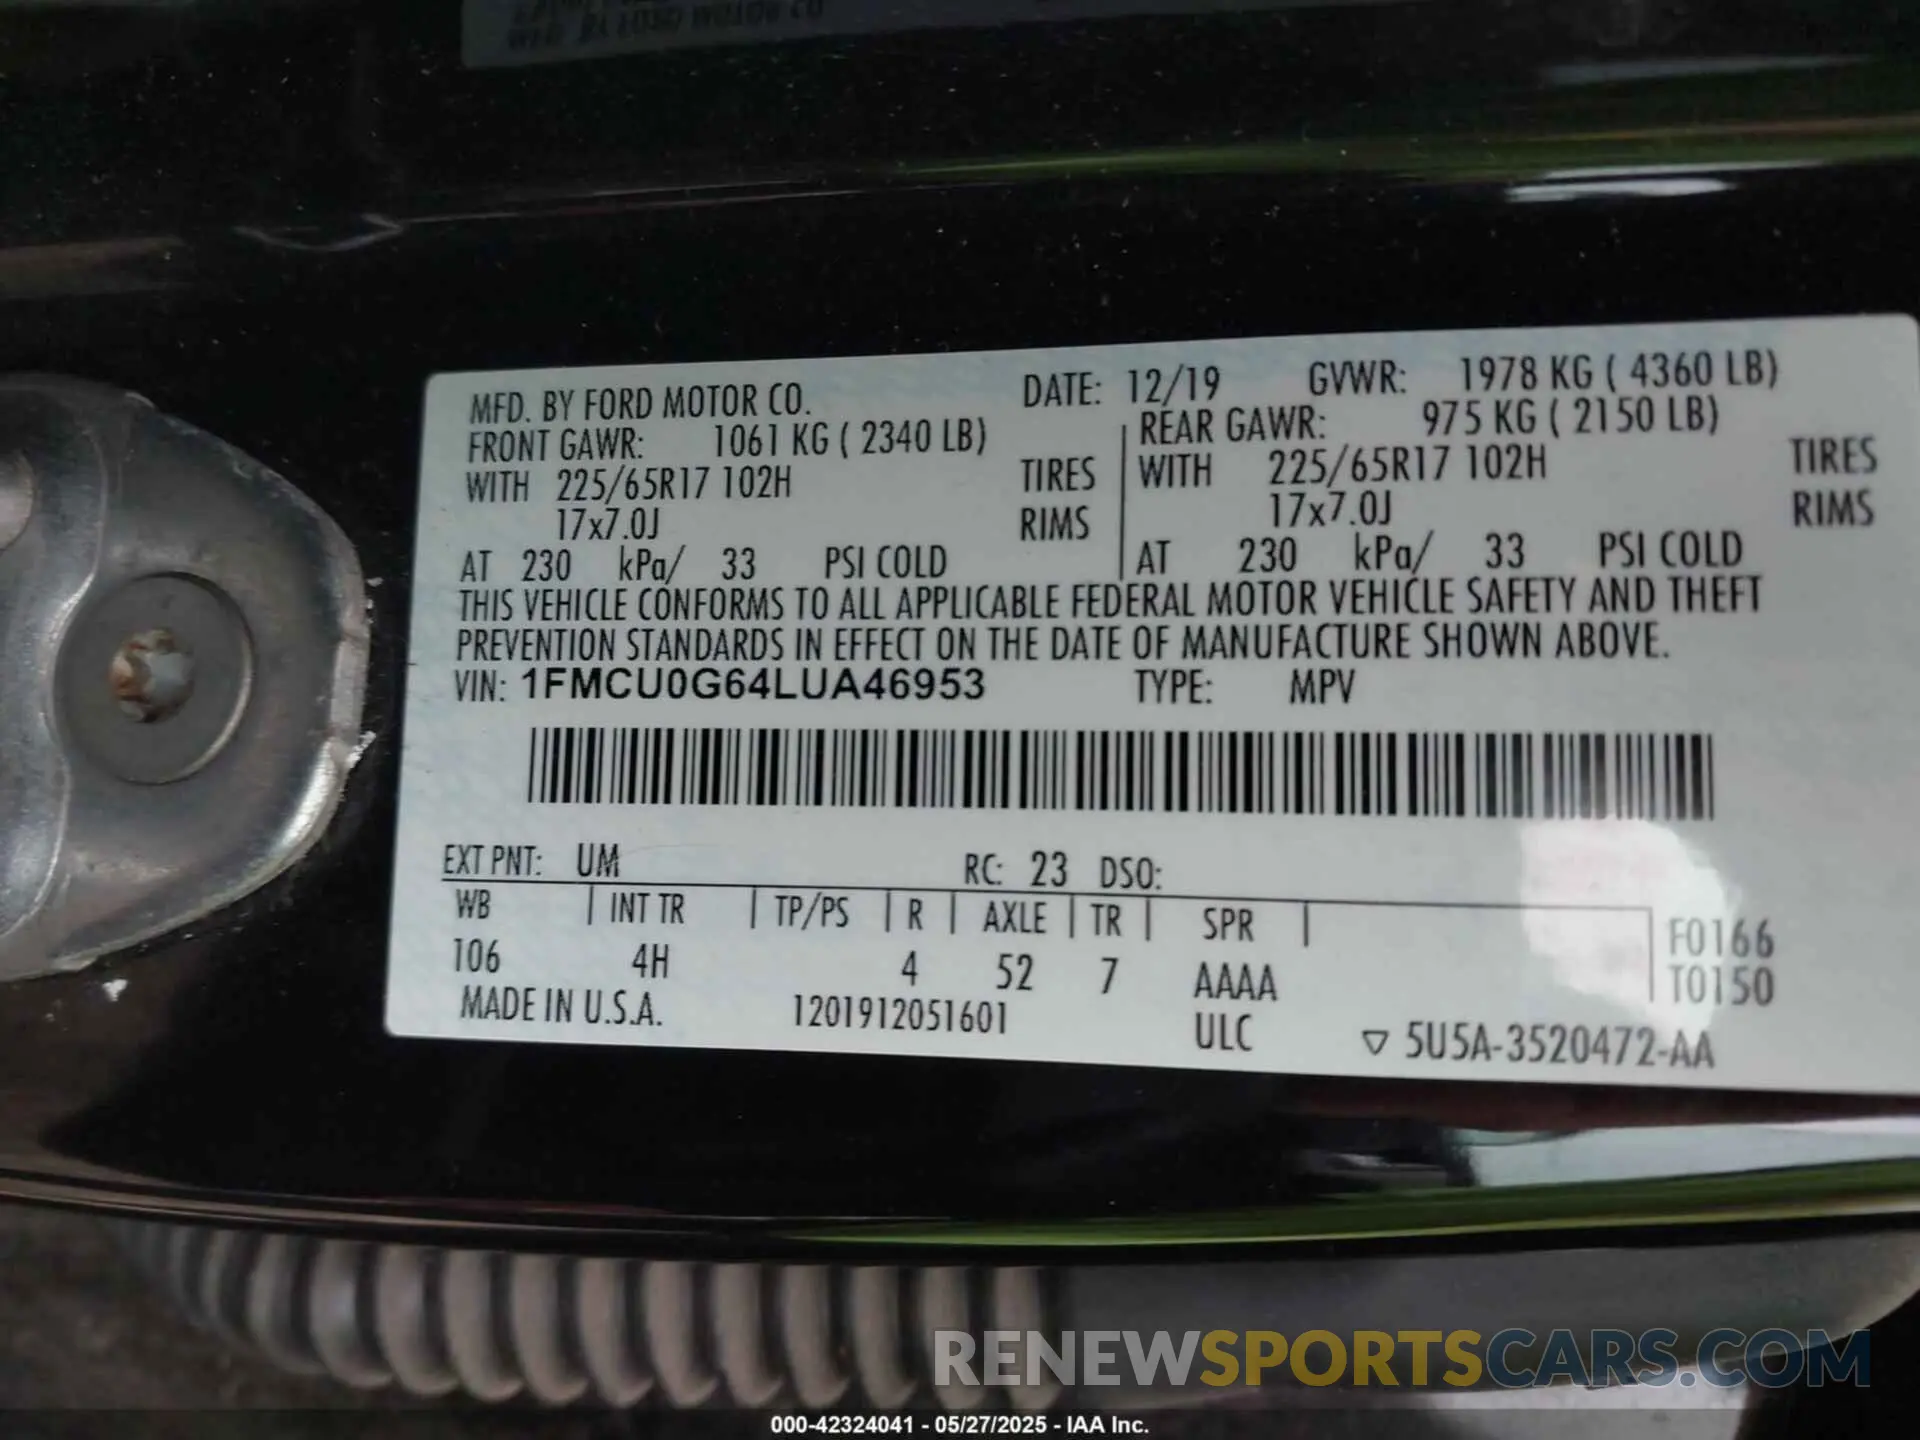 MFD. BY FORD MOTOR CO. DATE: 12/19 GVWR: 1978 KG ( 4360 LB)
FRONT GAWR: 1061 KG ( 2340 LB) REAR GAWR: 975 KG ( 2150 LB)
WITH 225/65R17 102H TIRES WITH 225/65R17 102H TIRES
17x7.0J RIMS 17x7.0J RIMS
AT 230 kPa/ 33 PSI COLD AT 230 kPa/ 33 PSI COLD
THIS VEHICLE CONFORMS TO ALL APPLICABLE FEDERAL MOTOR VEHICLE SAFETY AND THEFT
PREVENTION STANDARDS IN EFFECT ON THE DATE OF MANUFACTURE SHOWN ABOVE.
VIN: 1FMCU0G64LUA46953 TYPE: MPV
EXT PNT: UM RC: 23 DSO:
WB INT TR TP/PS R AXLE TR SPR F0166
106 4H 4 52 7 AAAA T0150
MADE IN U.S.A. 1201912051601 ULC ▽ 5U5A-3520472-AA
RENEWSPORTSCARS.COM
000-42324041 - 05/27/2025 - IAA Inc.